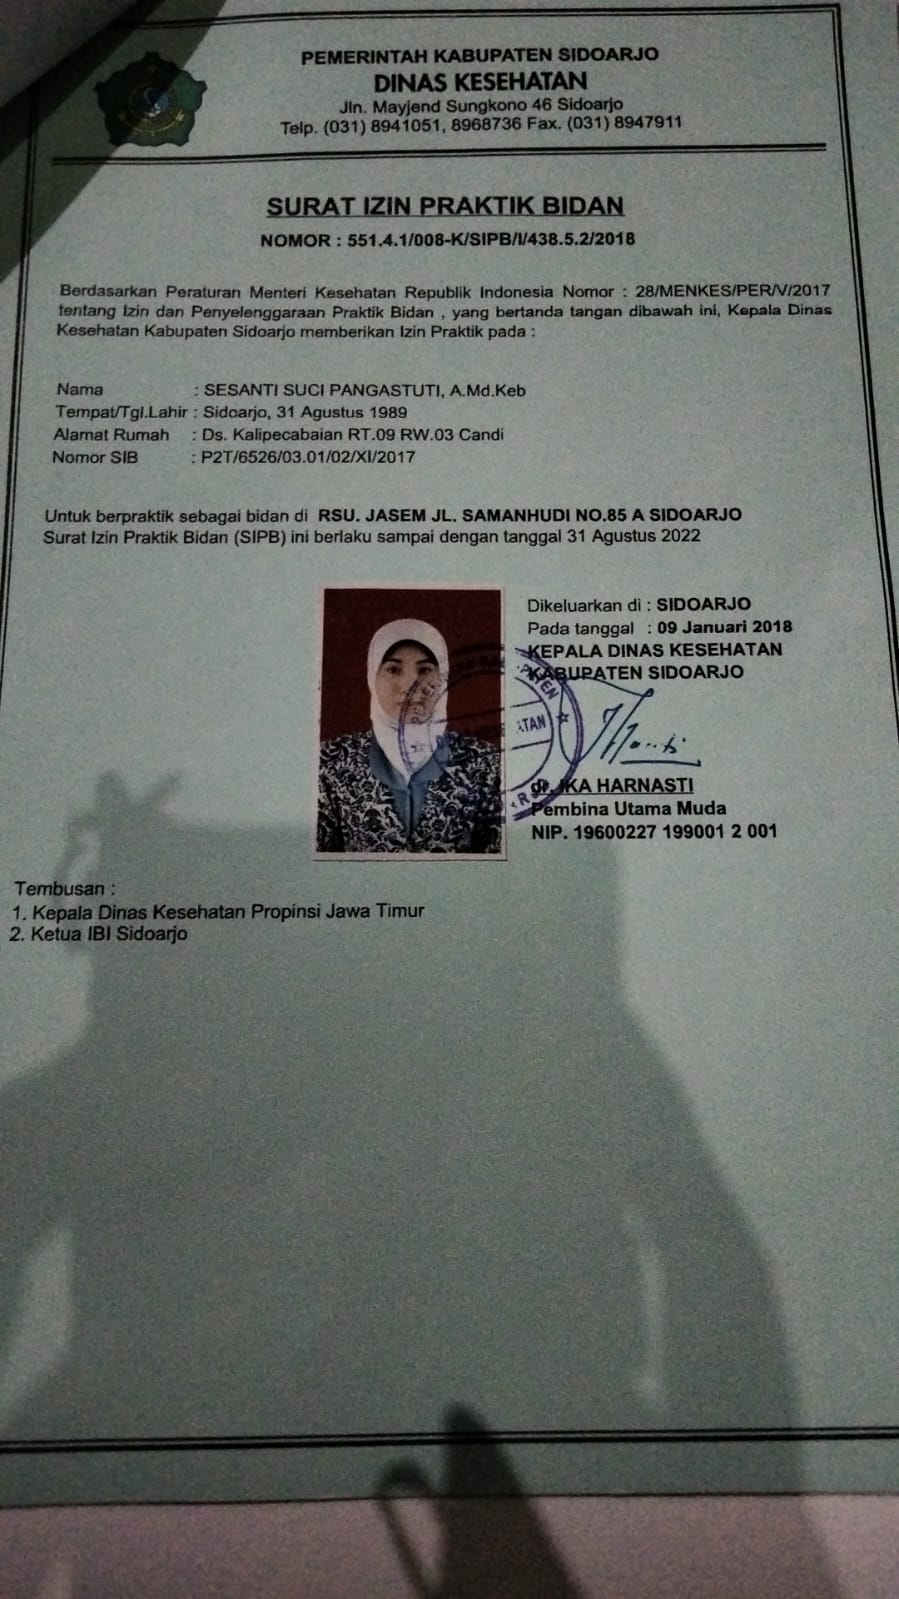 PEMERINTAH KABUPATEN SIDOARJO
DINAS KESEHATAN
Jln. Mayjend Sungkono 46 Sidoarjo
Telp. (031) 8941051, 8968736 Fax. (031) 8947911
SURAT IZIN PRAKTIK BIDAN
NOMOR : 551.4.1/008-K/SIPB/I/438.5.2/2018
Berdasarkan Peraturan Menteri Kesehatan Republik Indonesia Nomor : 28/MENKES/PER/V/2017
tentang Izin dan Penyelenggaraan Praktik Bidan , yang bertanda tangan dibawah ini, Kepala Dinas
Kesehatan Kabupaten Sidoarjo memberikan Izin Praktik pada :
Nama : SESANTI SUCI PANGASTUTI, A.Md.Keb
Tempat/Tgl.Lahir : Sidoarjo, 31 Agustus 1989
Alamat Rumah : Ds. Kalipecabaian RT.09 RW.03 Candi
Nomor SIB : P2T/6526/03.01/02/XI/2017
Untuk berpraktik sebagai bidan di RSU. JASEM JL. SAMANHUDI NO.85 A SIDOARJO
Surat Izin Praktik Bidan (SIPB) ini berlaku sampai dengan tanggal 31 Agustus 2022
Dikeluarkan di : SIDOARJO
Pada tanggal : 09 Januari 2018
KEPALA DINAS KESEHATAN
KABUPATEN SIDOARJO
dr. IKA HARNASTI
Pembina Utama Muda
NIP. 19600227 199001 2 001
Tembusan :
1. Kepala Dinas Kesehatan Propinsi Jawa Timur
2. Ketua IBI Sidoarjo